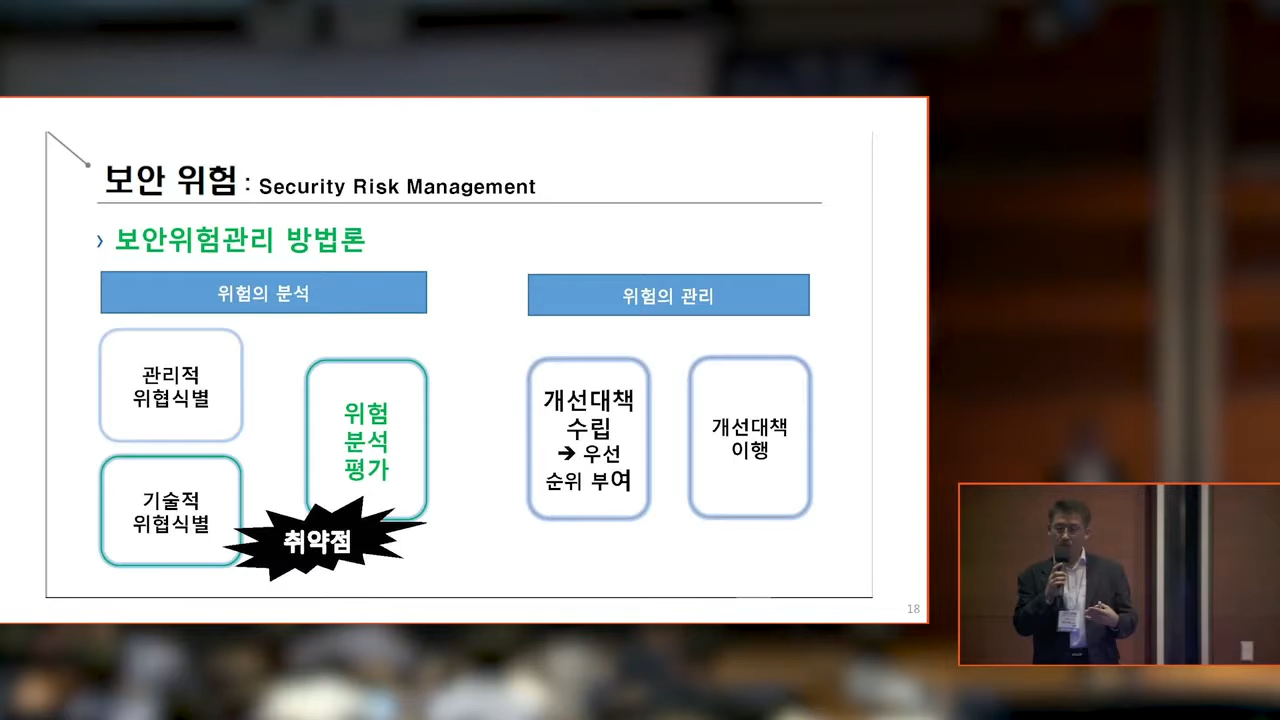 보안 위험 : Security Risk Management
› 보안위험관리 방법론
위험의 분석
위험의 관리
관리적
위협식별
기술적
위협식별
위험
분석
평가
취약점
개선대책
수립
➔ 우선
순위 부여
개선대책
이행
18